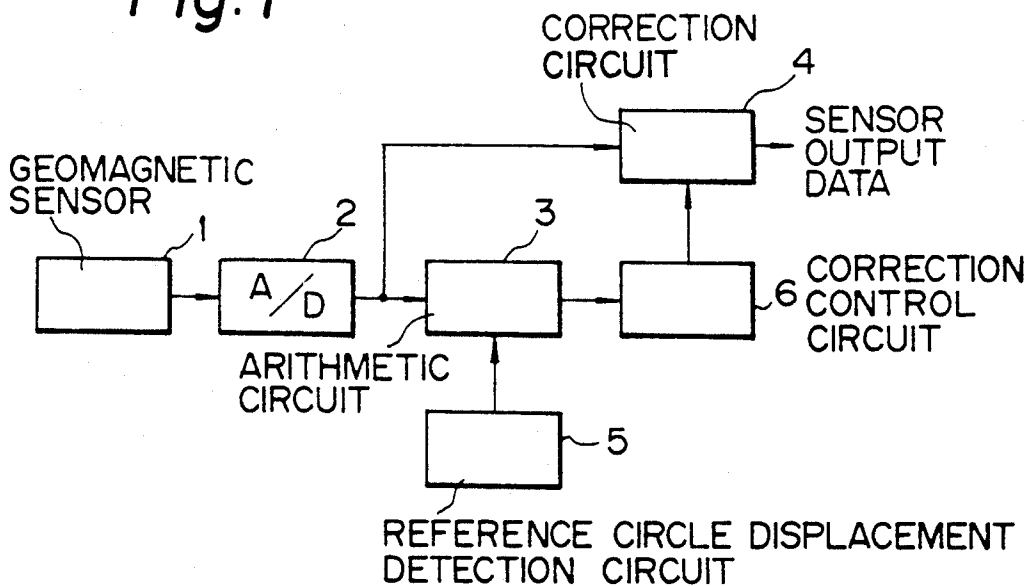 Fig. 1
CORRECTION
CIRCUIT
4
SENSOR
OUTPUT
DATA
GEOMAGNETIC
SENSOR
1
2
3
A/D
6
CORRECTION
CONTROL
CIRCUIT
ARITHMETIC
CIRCUIT
5
REFERENCE CIRCLE DISPLACEMENT
DETECTION CIRCUIT